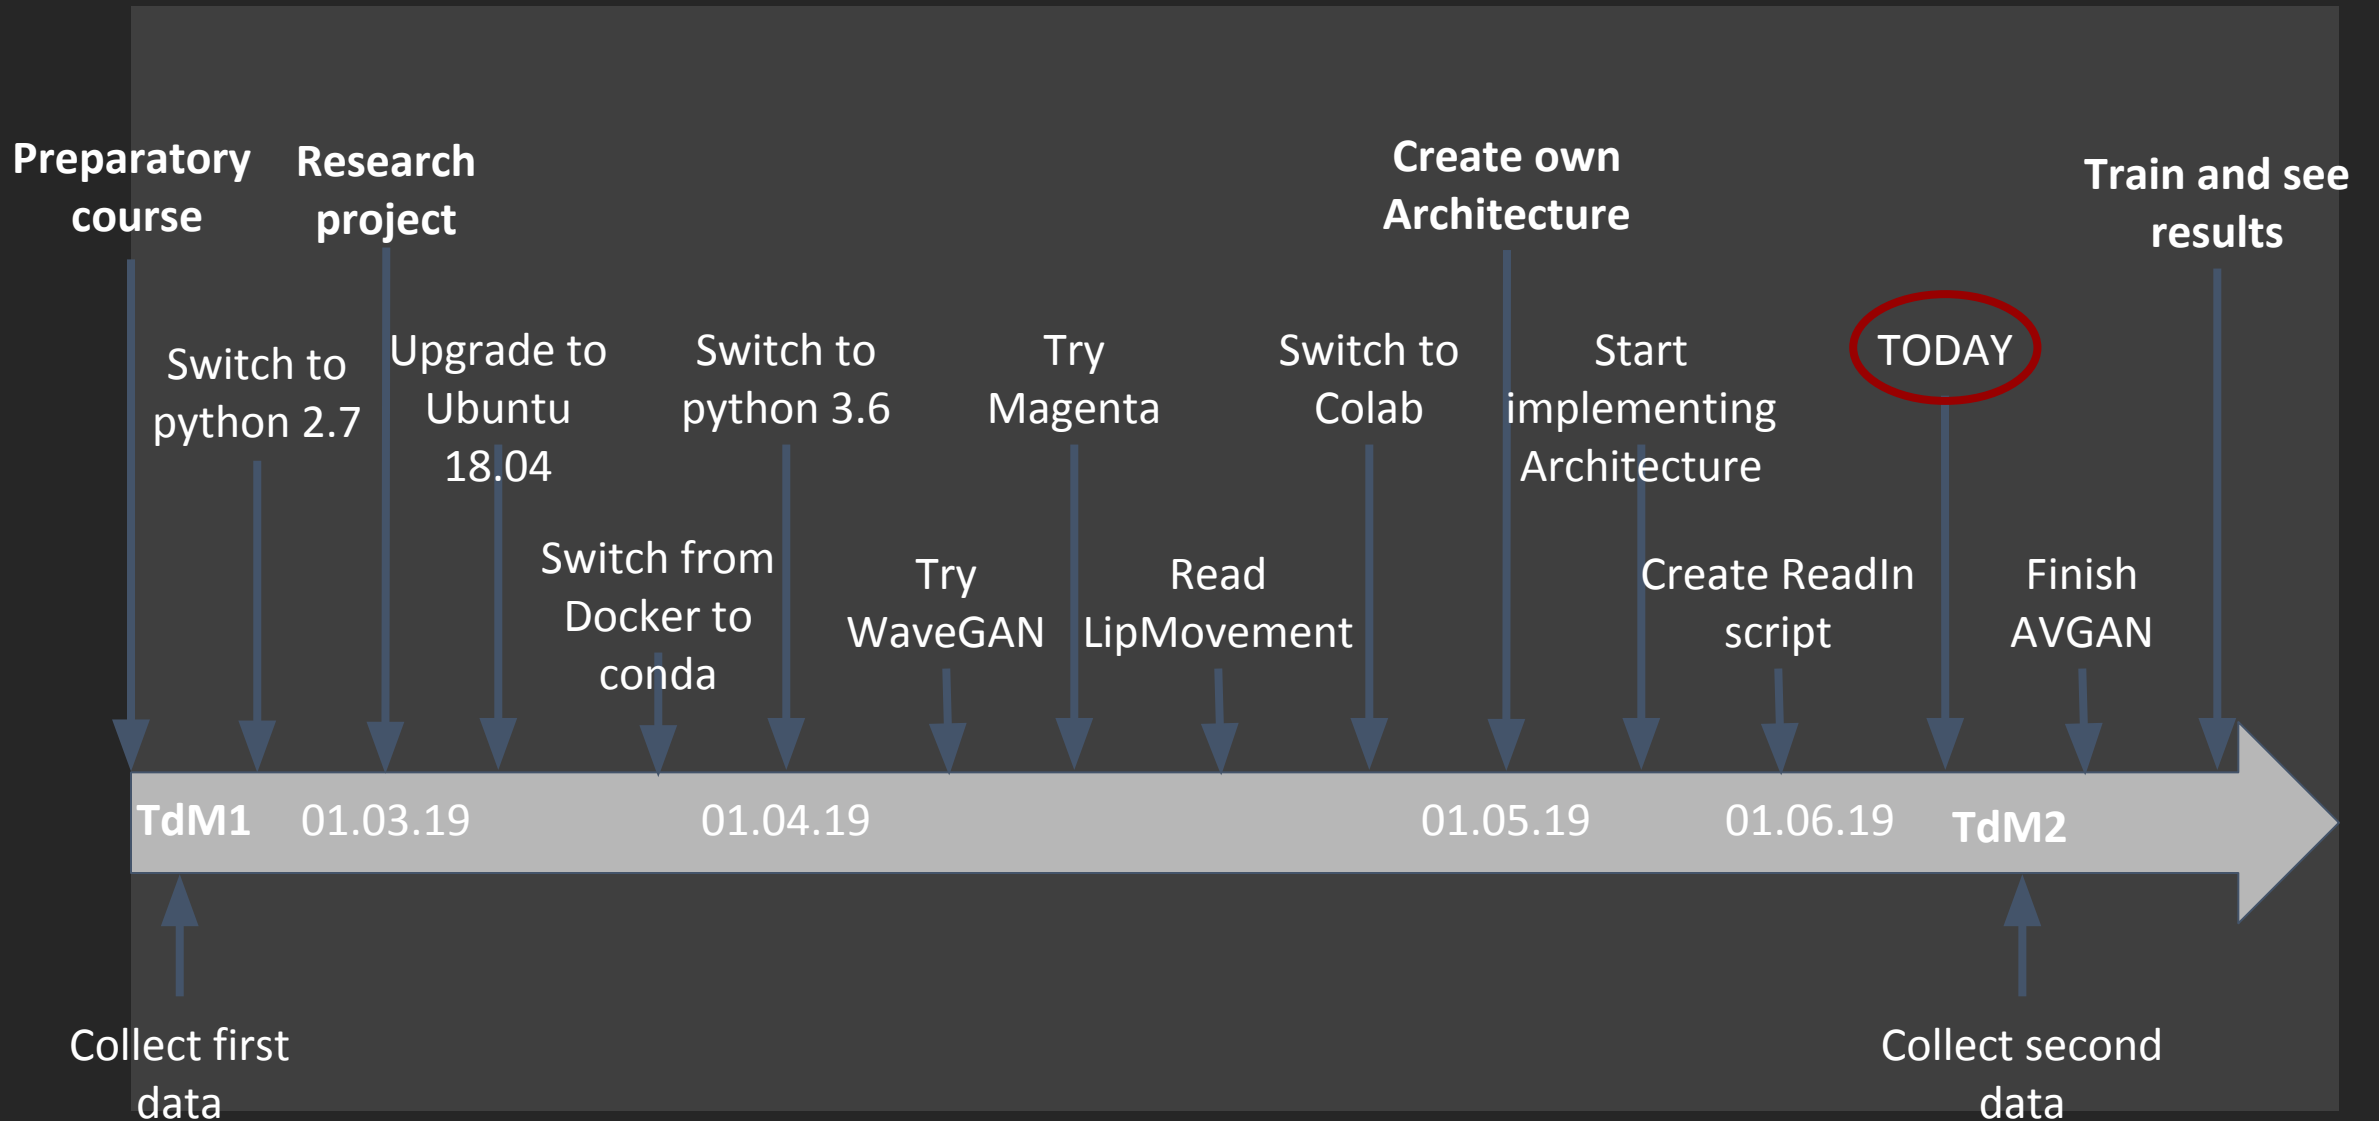 Preparatory
course
Research
project
Create own
Architecture
Train and see
results
Switch to
python 2.7
Upgrade to
Ubuntu
18.04
Switch to
python 3.6
Try
Magenta
Switch to
Colab
Start
implementing
Architecture
TODAY
Switch from
Docker to
conda
Try
WaveGAN
Read
LipMovement
Create ReadIn
script
Finish
AVGAN
TdM1
01.03.19
01.04.19
01.05.19
01.06.19
TdM2
Collect first
data
Collect second
data